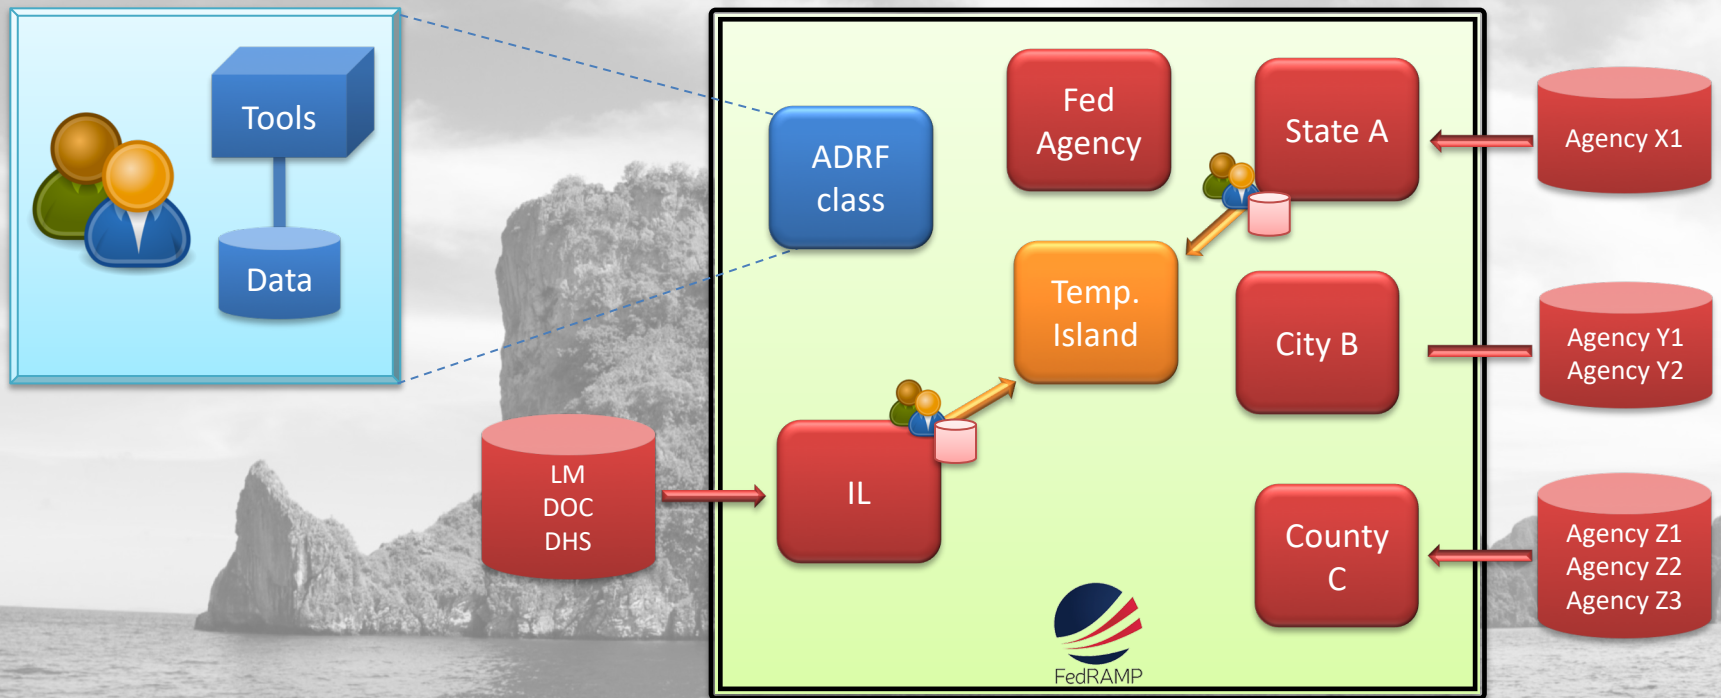 Tools
Data
ADRF
class
Fed
Agency
State A
Agency X1
Temp.
Island
City B
Agency Y1
Agency Y2
LM
DOC
DHS
IL
County
C
Agency Z1
Agency Z2
Agency Z3
FedRAMP